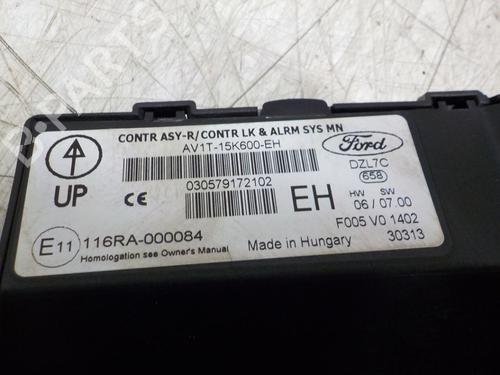 CONTR ASY-R/CONTR LK & ALRM SYS MN
AV1T-15K600-EH
Ford
DZL7C
658
UP
CE
030579172102
EH
HW SW
06 / 07.00
F005 V0 1402
30313
E11 116RA-000084
Made in Hungary
Homologation see Owner's Manual
B-PARTS